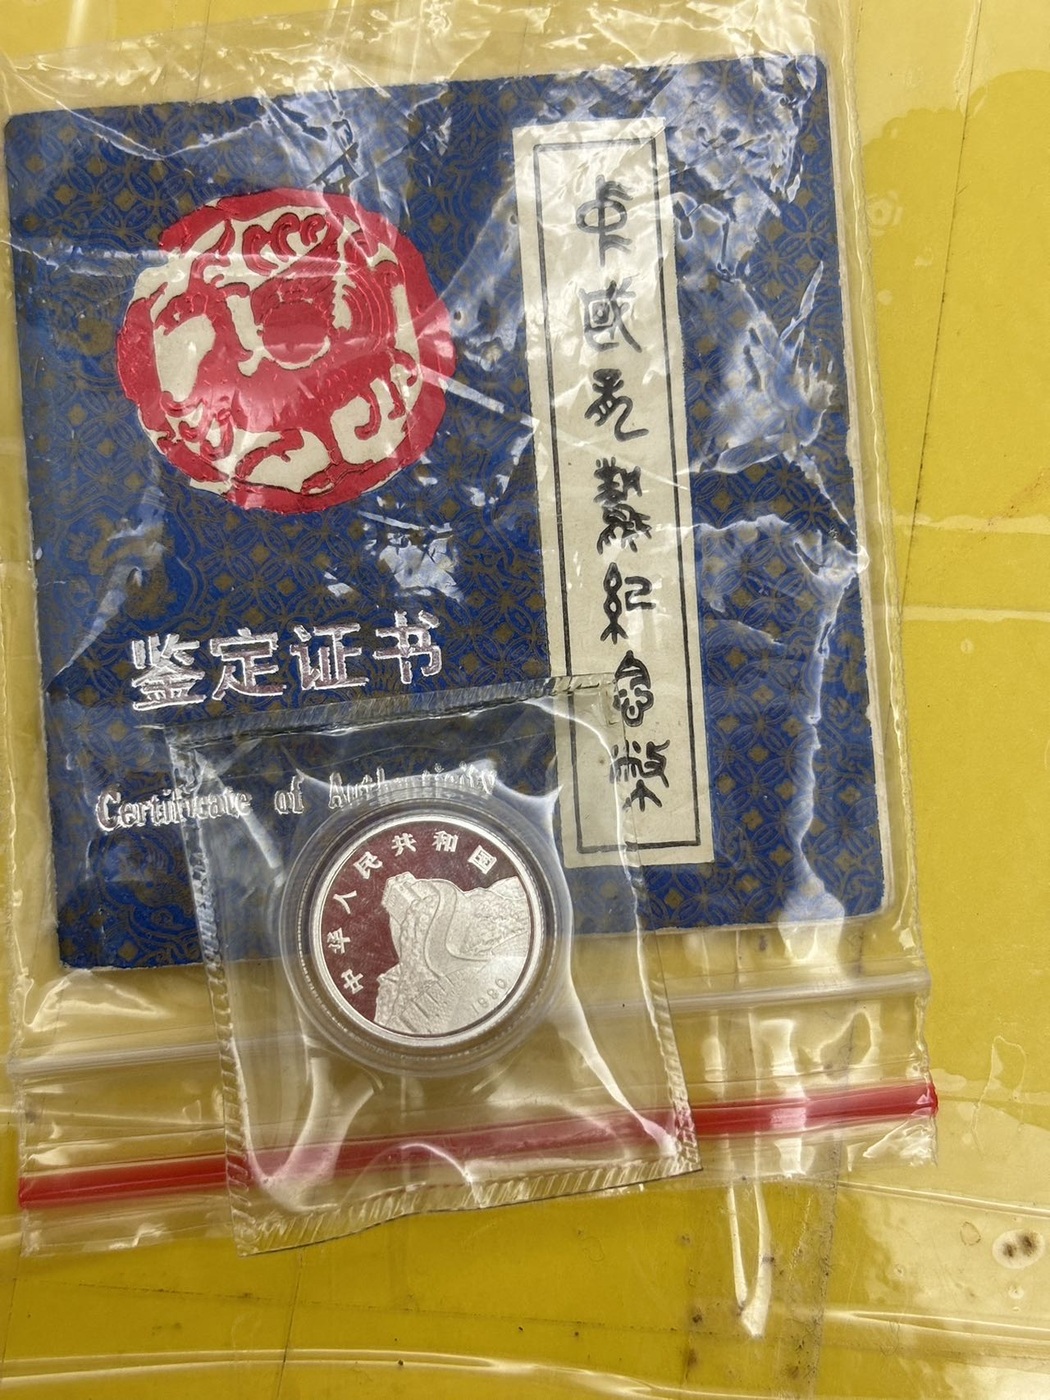 中國龍鳳紀念幣
鉴定证书
Certificate of Authenticity
中华人民共和国
1990